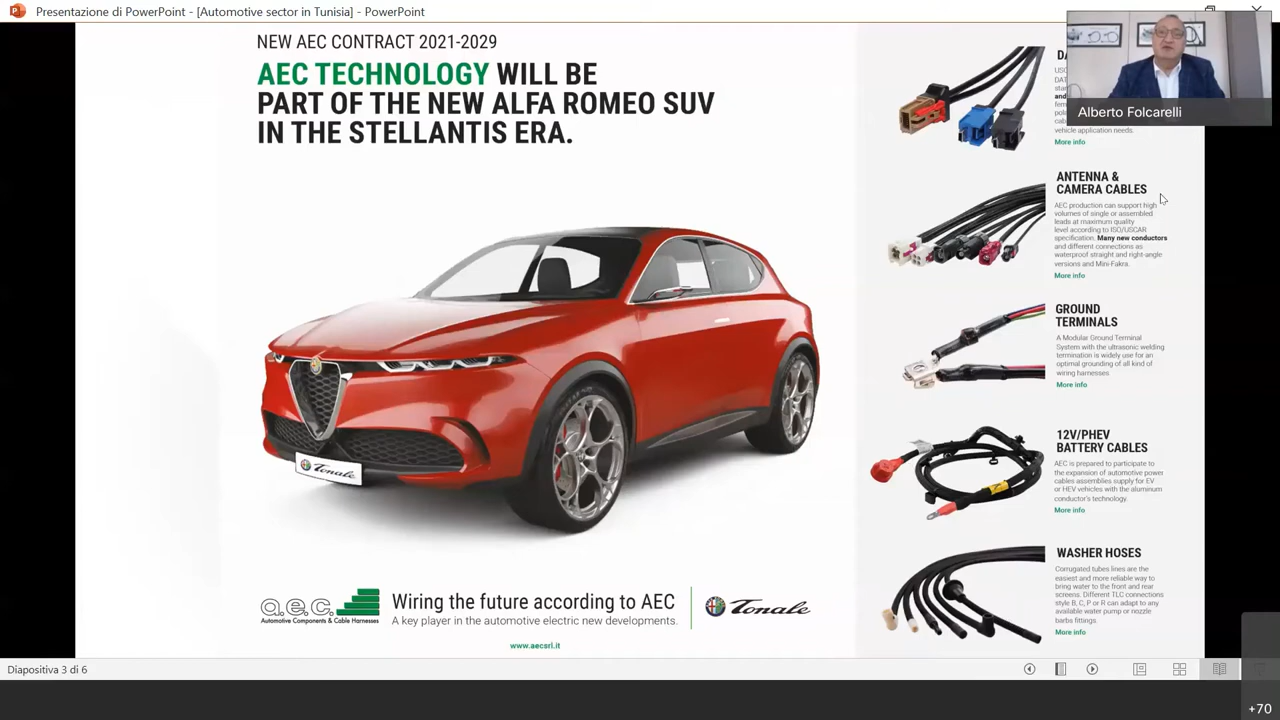 Presentazione di PowerPoint - [Automotive sector in Tunisia] - PowerPoint
NEW AEC CONTRACT 2021-2029
AEC TECHNOLOGY WILL BE
PART OF THE NEW ALFA ROMEO SUV
IN THE STELLANTIS ERA.
Tonale
a.e.c.
Automotive Components & Cable Harnesses
Wiring the future according to AEC
A key player in the automotive electric new developments.
Tonale
www.aecsrl.it
Alberto Folcarelli
vehicle application needs.
More info
ANTENNA &
CAMERA CABLES
AEC production can support high
volumes of single or assembled
leads at maximum quality
level according to ISO/USCAR
specification. Many new conductors
and different connections as
waterproof straight and right-angle
versions and Mini-Fakra.
More info
GROUND
TERMINALS
A Modular Ground Terminal
System with the ultrasonic welding
termination is widely use for an
optimal grounding of all kind of
wiring harnesses.
More info
12V/PHEV
BATTERY CABLES
AEC is prepared to participate to
the expansion of automotive power
cables assemblies supply for EV
or HEV vehicles with the aluminum
conductor's technology.
More info
WASHER HOSES
Corrugated tubes lines are the
easiest and more reliable way to
bring water to the front and rear
screens. Different TLC connections
style B, C, P or R can adapt to any
available water pump or nozzle
barbs fittings.
More info
Diapositiva 3 di 6
+70